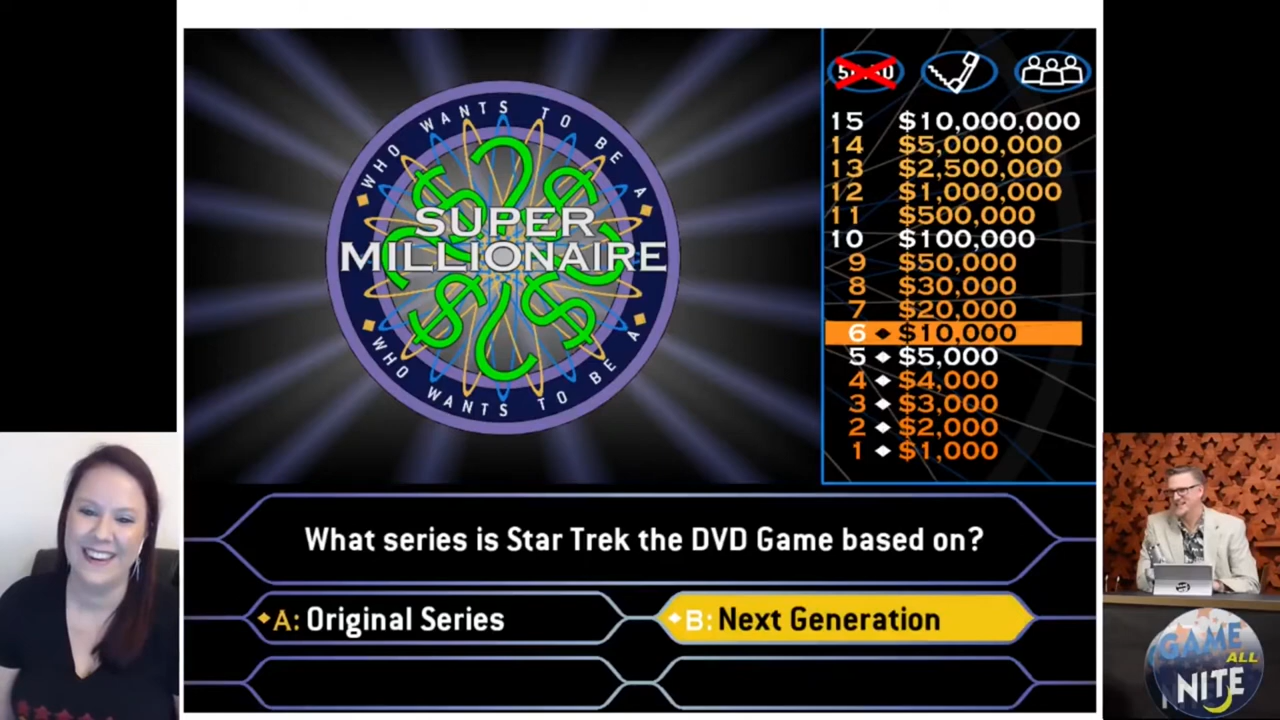 WHO WANTS TO BE A
SUPER
MILLIONAIRE
WHO WANTS TO BE A
50:50
15 $10,000,000
14 $5,000,000
13 $2,500,000
12 $1,000,000
11 $500,000
10 $100,000
9 $50,000
8 $30,000
7 $20,000
6 $10,000
5 $5,000
4 $4,000
3 $3,000
2 $2,000
1 $1,000
What series is Star Trek the DVD Game based on?
A: Original Series
B: Next Generation
GAME
ALL
NITE